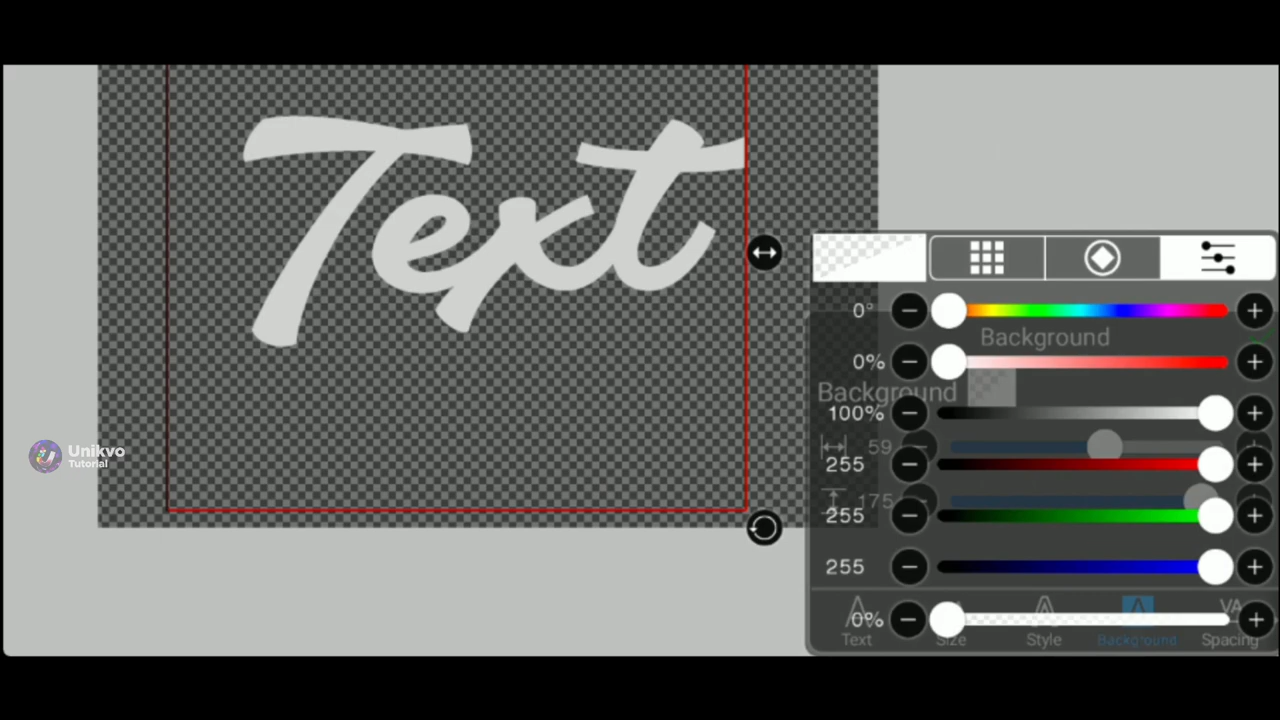 Text
0°
Background
0%
Background
100%
59
255
175
255
255
0%
Text
Size
Style
Background
Spacing
Unikvo
Tutorial